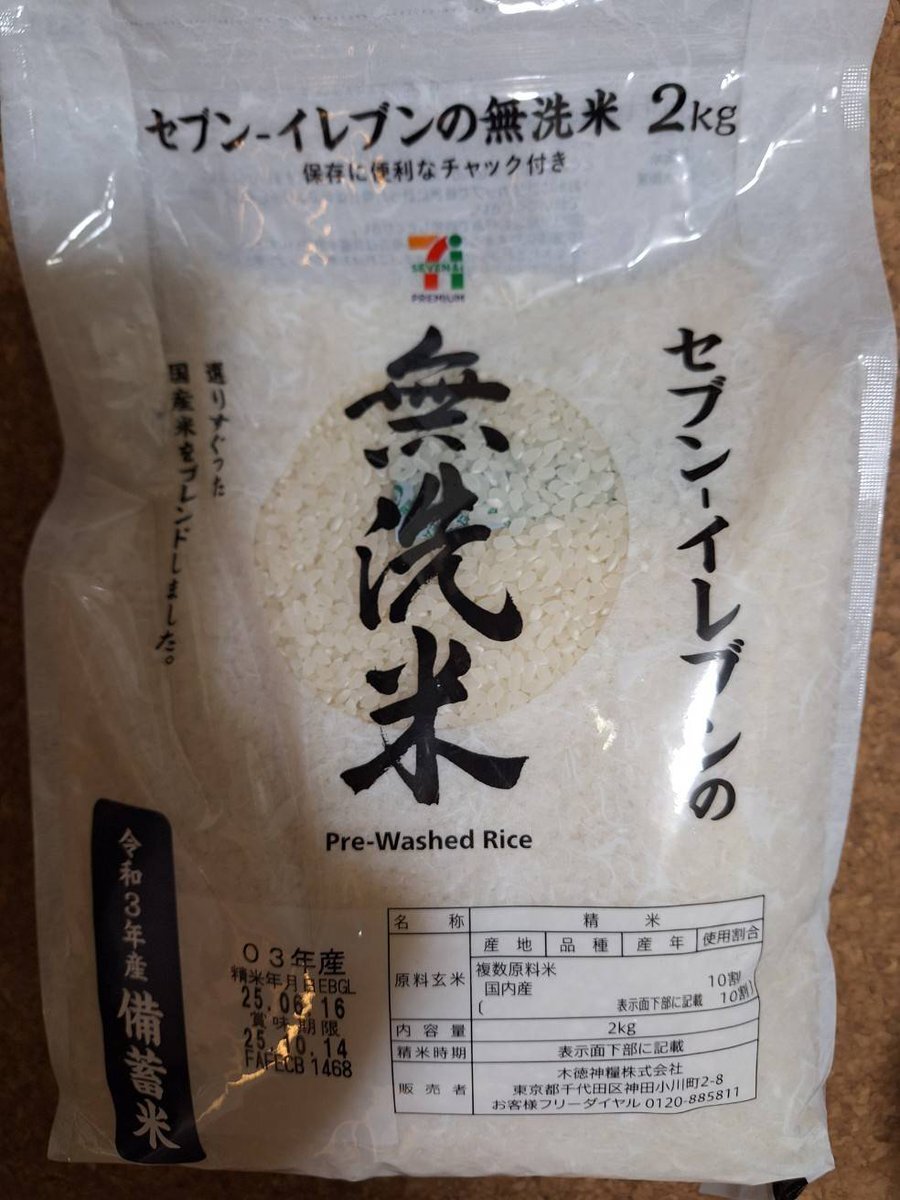 セブン-イレブンの無洗米 2kg
保存に便利なチャック付き
SEVEN&i
PREMIUM
セブン-イレブンの
無洗米
選りすぐった
国産米をブレンドしました。
Pre-Washed Rice
令和3年産 備蓄米
03年産
精米年月日EBGL
25.06.16
賞味期限
25.10.14
FAFECB 1468
名称 精米
原料玄米 産地 品種 産年 使用割合
複数原料米
国内産 10割
( 表示面下部に記載 10割)
内容量 2kg
精米時期 表示面下部に記載
販売者 木徳神糧株式会社
東京都千代田区神田小川町2-8
お客様フリーダイヤル 0120-885811